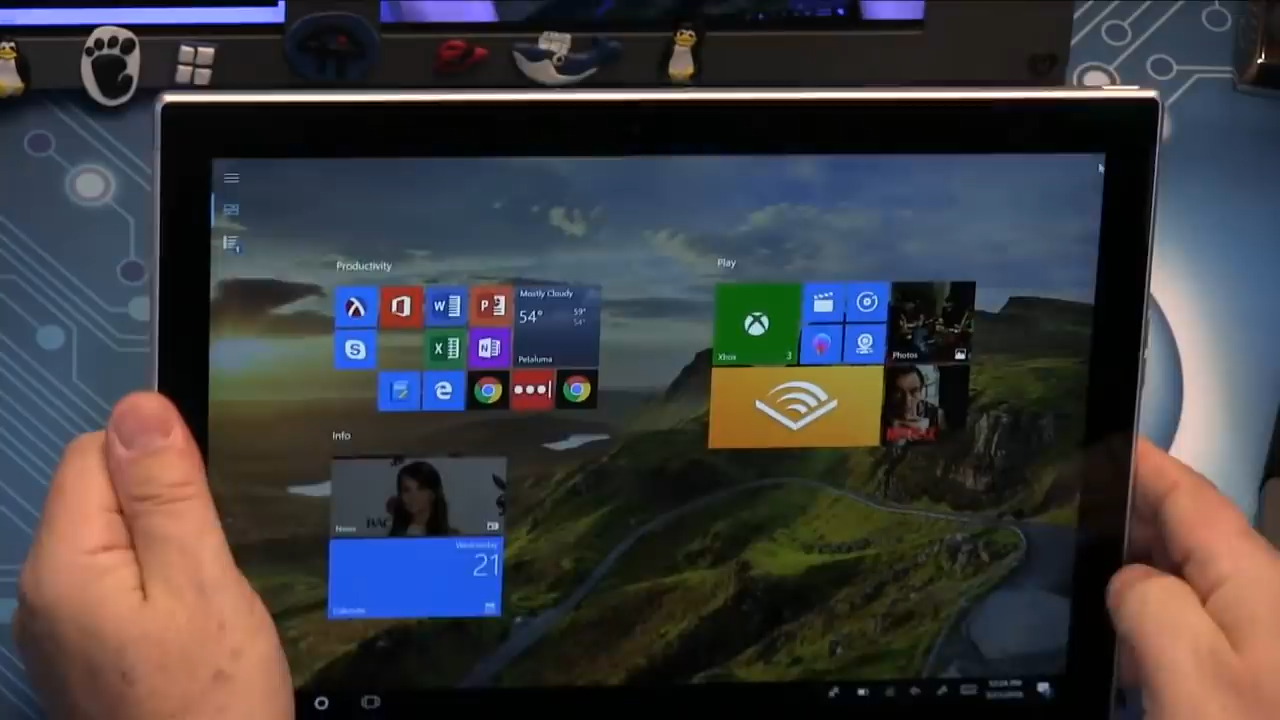 Productivity
Play
W
P
Mostly Cloudy
54°
59°
54°
Petaluma
S
X
N
e
Xbox
3
Photos
Info
News
Wednesday
21
Calendar